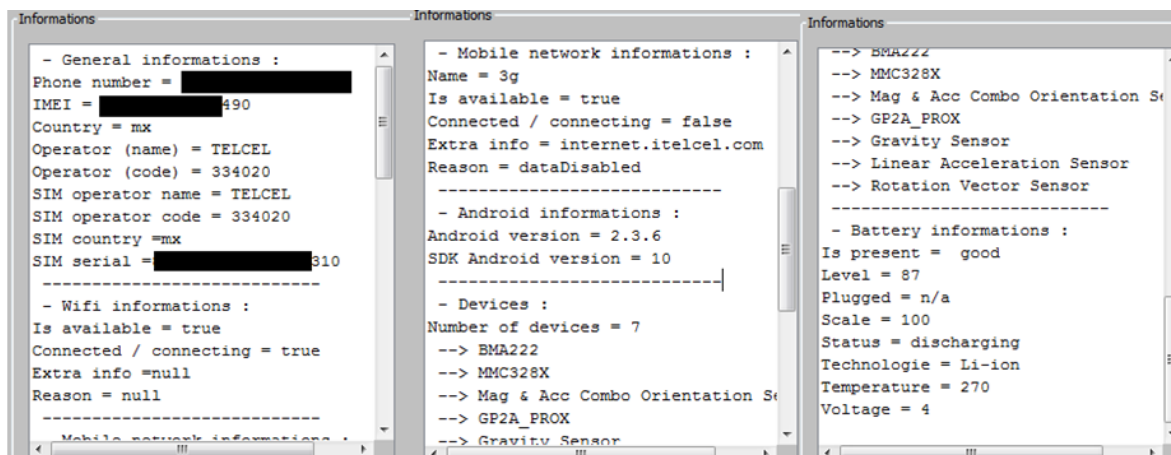 Informations
- General informations :
Phone number =
IMEI = 490
Country = mx
Operator (name) = TELCEL
Operator (code) = 334020
SIM operator name = TELCEL
SIM operator code = 334020
SIM country =mx
SIM serial = 310
----------------------------
- Wifi informations :
Is available = true
Connected / connecting = true
Extra info =null
Reason = null
----------------------------
- Mobile network informations :
Informations
- Mobile network informations :
Name = 3g
Is available = true
Connected / connecting = false
Extra info = internet.itelcel.com
Reason = dataDisabled
----------------------------
- Android informations :
Android version = 2.3.6
SDK Android version = 10
----------------------------
- Devices :
Number of devices = 7
--> BMA222
--> MMC328X
--> Mag & Acc Combo Orientation Se
--> GP2A_PROX
--> Gravity Sensor
Informations
--> BMA222
--> MMC328X
--> Mag & Acc Combo Orientation Se
--> GP2A_PROX
--> Gravity Sensor
--> Linear Acceleration Sensor
--> Rotation Vector Sensor
----------------------------
- Battery informations :
Is present =  good
Level = 87
Plugged = n/a
Scale = 100
Status = discharging
Technologie = Li-ion
Temperature = 270
Voltage = 4